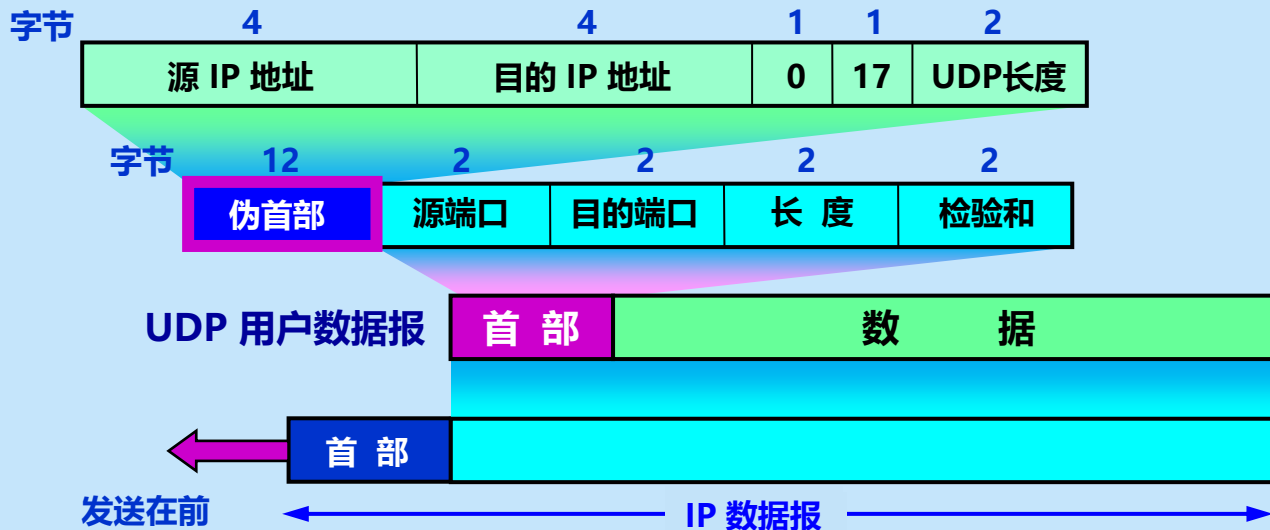 字节 4 4 1 1 2
源 IP 地址 目的 IP 地址 0 17 UDP长度
字节 12 2 2 2 2
伪首部 源端口 目的端口 长 度 检验和
UDP 用户数据报 首 部 数 据
首 部
发送在前 IP 数据报